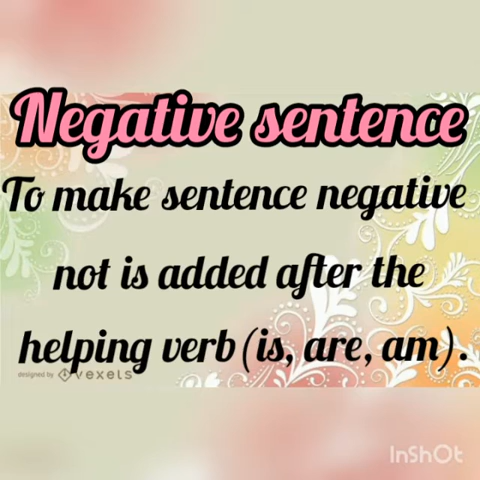 Negative sentence
To make sentence negative
not is added after the
helping verb (is, are, am).
designed by vexels
InShOt